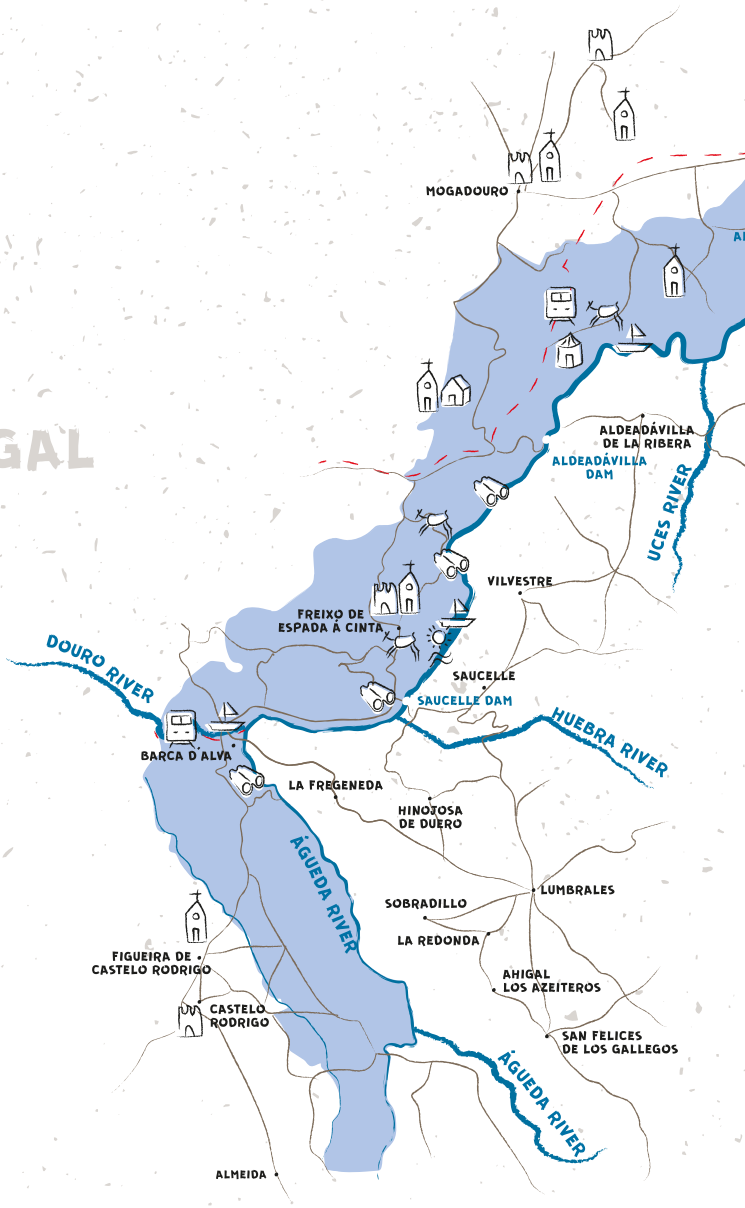 MOGADOURO
AL
ALDEADÁVILLA
DE LA RIBERA
GAL
ALDEADÁVILLA
DAM
UCES RIVER
VILVESTRE
FREIXO DE
ESPADA À CINTA
DOURO RIVER
SAUCELLE
SAUCELLE DAM
HUEBRA RIVER
BARCA D'ALVA
LA FREGENEDA
HINOJOSA
DE DUERO
ÁGUEDA RIVER
LUMBRALES
SOBRADILLO
LA REDONDA
FIGUEIRA DE
CASTELO RODRIGO
AHIGAL
LOS AZEITEROS
CASTELO
RODRIGO
SAN FELICES
DE LOS GALLEGOS
ÁGUEDA RIVER
ALMEIDA